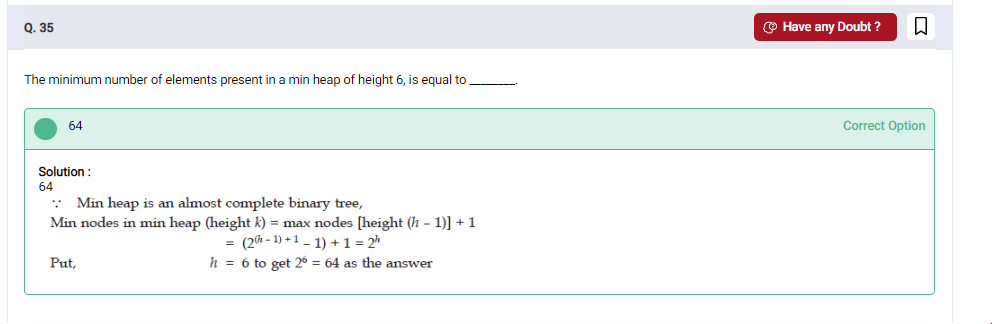 Q. 35
Have any Doubt ?
The minimum number of elements present in a min heap of height 6, is equal to ________.
64
Correct Option
Solution :
64
∵ Min heap is an almost complete binary tree,
Min nodes in min heap (height k) = max nodes [height (h – 1)] + 1
= (2^(h – 1) + 1 – 1) + 1 = 2^h
Put, h = 6 to get 2^6 = 64 as the answer